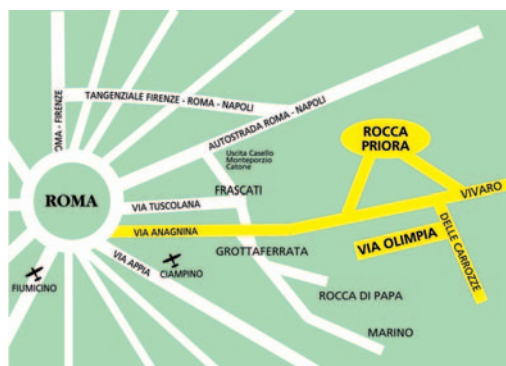 ROMA - FIRENZE
TANGENZIALE FIRENZE - ROMA - NAPOLI
AUTOSTRADA ROMA - NAPOLI
Uscita Casello
Monteporzio
Catone
ROCCA
PRIORA
FRASCATI
ROMA
VIA TUSCOLANA
VIVARO
VIA ANAGNINA
VIA OLIMPIA
DELLE CARROZZE
GROTTAFERRATA
VIA APPIA
CIAMPINO
FIUMICINO
ROCCA DI PAPA
MARINO